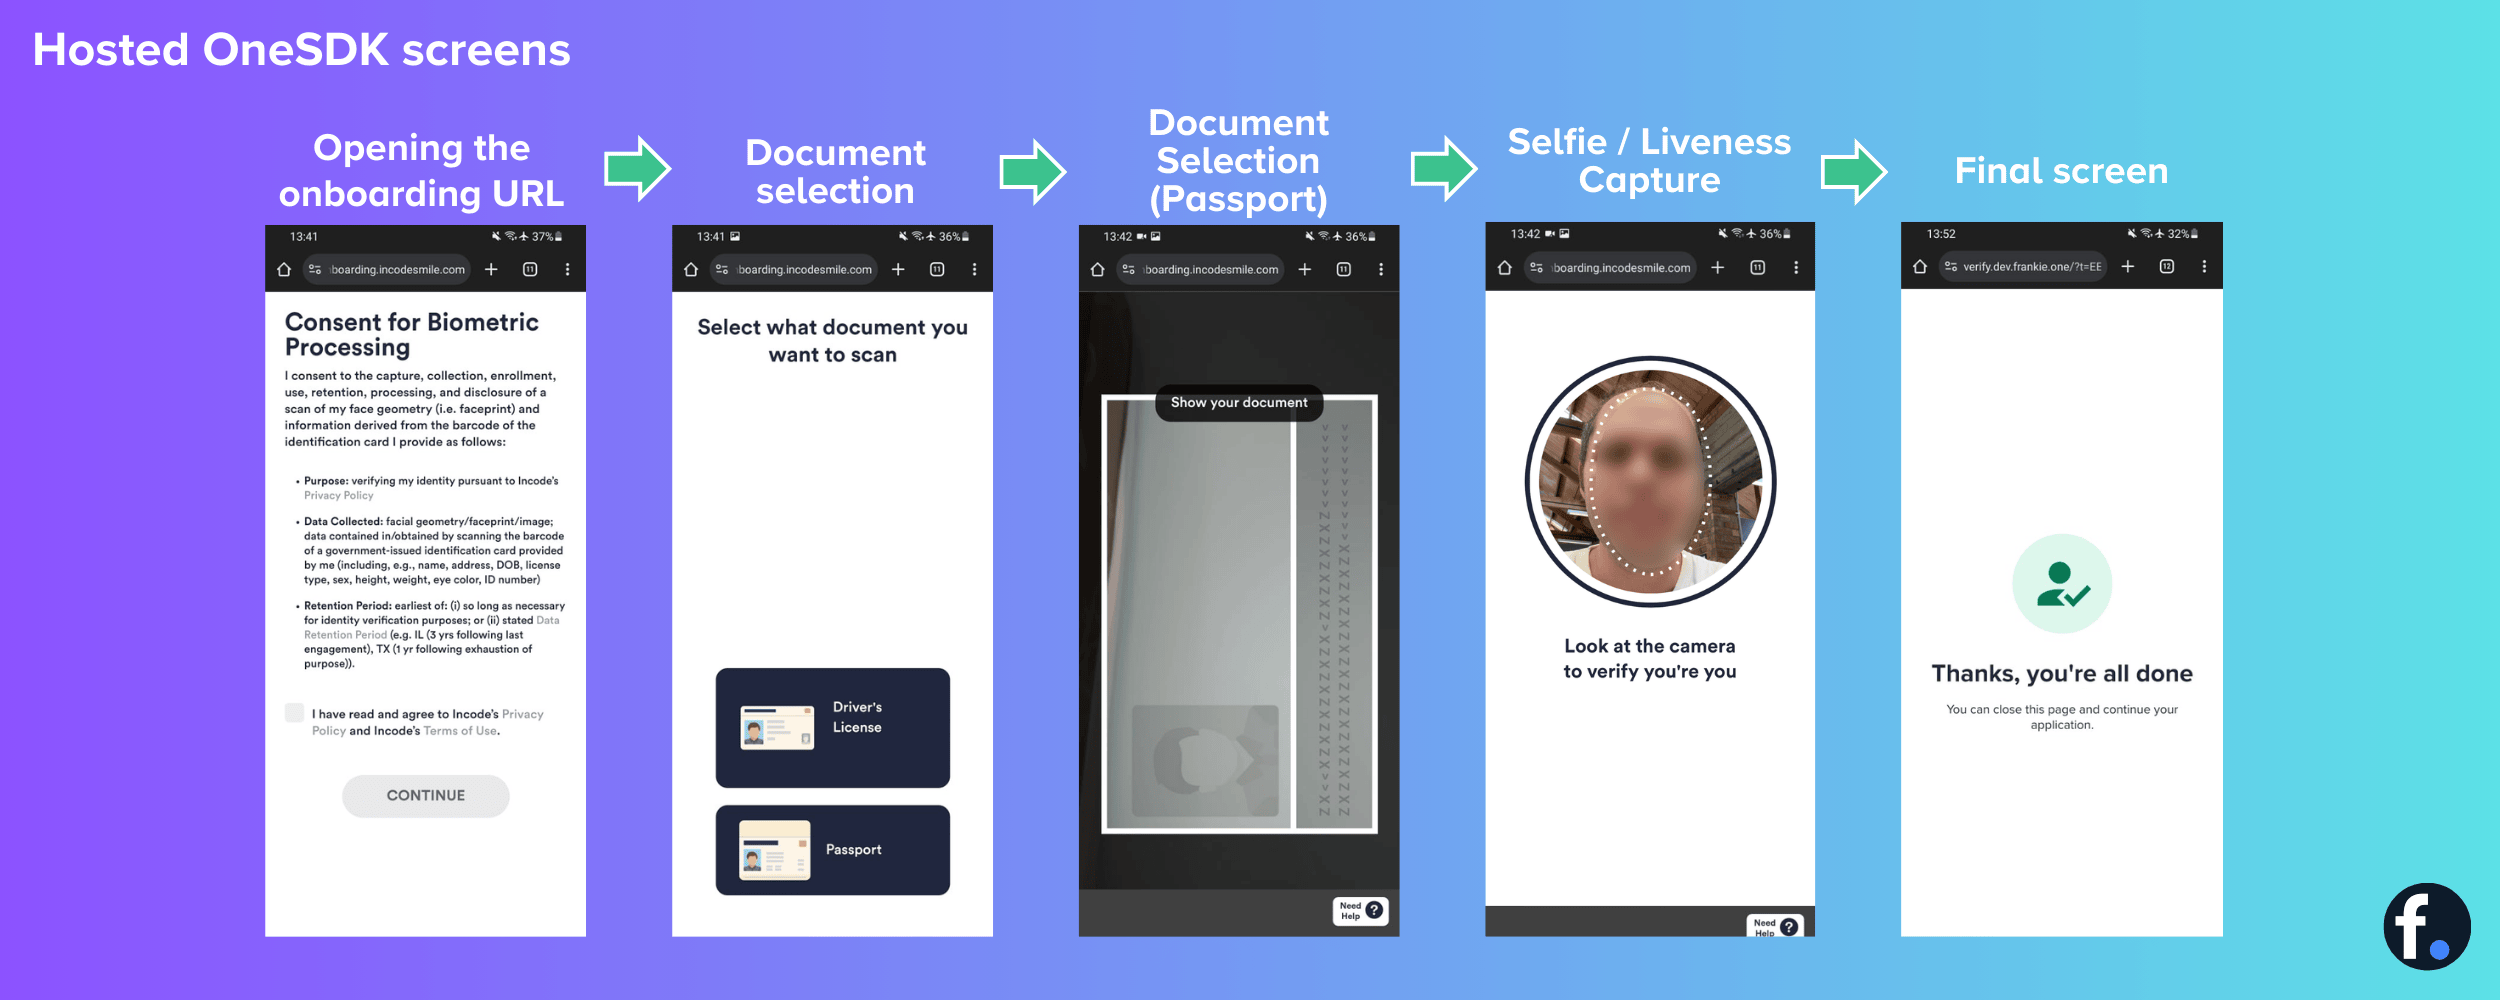 Hosted OneSDK screens
Opening the
onboarding URL
Document
selection
Document
Selection
(Passport)
Selfie / Liveness
Capture
Final screen
13:41
37%
boarding.incodesmile.com
11
Consent for Biometric
Processing
I consent to the capture, collection, enrollment,
use, retention, processing, and disclosure of a
scan of my face geometry (i.e. faceprint) and
information derived from the barcode of the
identification card I provide as follows:
• Purpose: verifying my identity pursuant to Incode's
Privacy Policy
• Data Collected: facial geometry/faceprint/image;
data contained in/obtained by scanning the barcode
of a government-issued identification card provided
by me (including, e.g., name, address, DOB, license
type, sex, height, weight, eye color, ID number)
• Retention Period: earliest of: (i) so long as necessary
for identity verification purposes; or (ii) stated Data
Retention Period (e.g. IL (3 yrs following last
engagement), TX (1 yr following exhaustion of
purpose)).
I have read and agree to Incode's Privacy
Policy and Incode's Terms of Use.
CONTINUE
13:41
36%
boarding.incodesmile.com
11
Select what document you
want to scan
Driver's
License
Passport
13:42
36%
boarding.incodesmile.com
11
Show your document
Need
Help ?
13:42
36%
boarding.incodesmile.com
11
Look at the camera
to verify you're you
Need
Help ?
13:52
32%
verify.dev.frankie.one/?t=EE
12
Thanks, you're all done
You can close this page and continue your
application.
f.